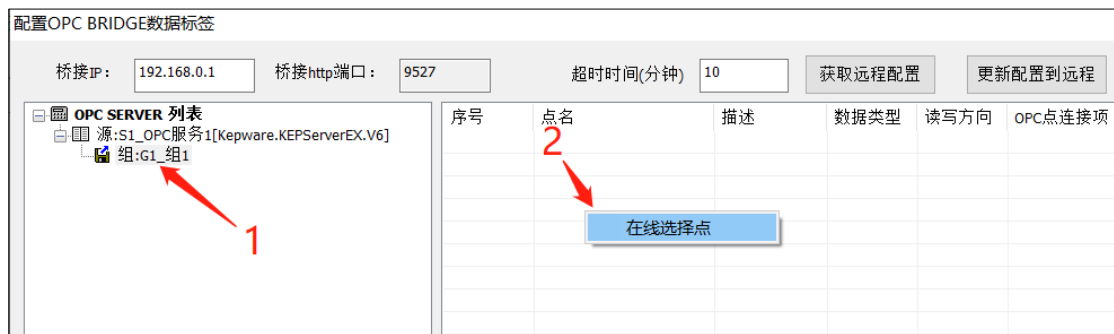 配置OPC BRIDGE数据标签
桥接IP： 192.168.0.1 桥接http端口： 9527 超时时间(分钟) 10 获取远程配置 更新配置到远程
OPC SERVER 列表
源:S1_OPC服务1[Kepware.KEPServerEX.V6]
组:G1_组1
1
序号 点名 描述 数据类型 读写方向 OPC点连接项
2
在线选择点